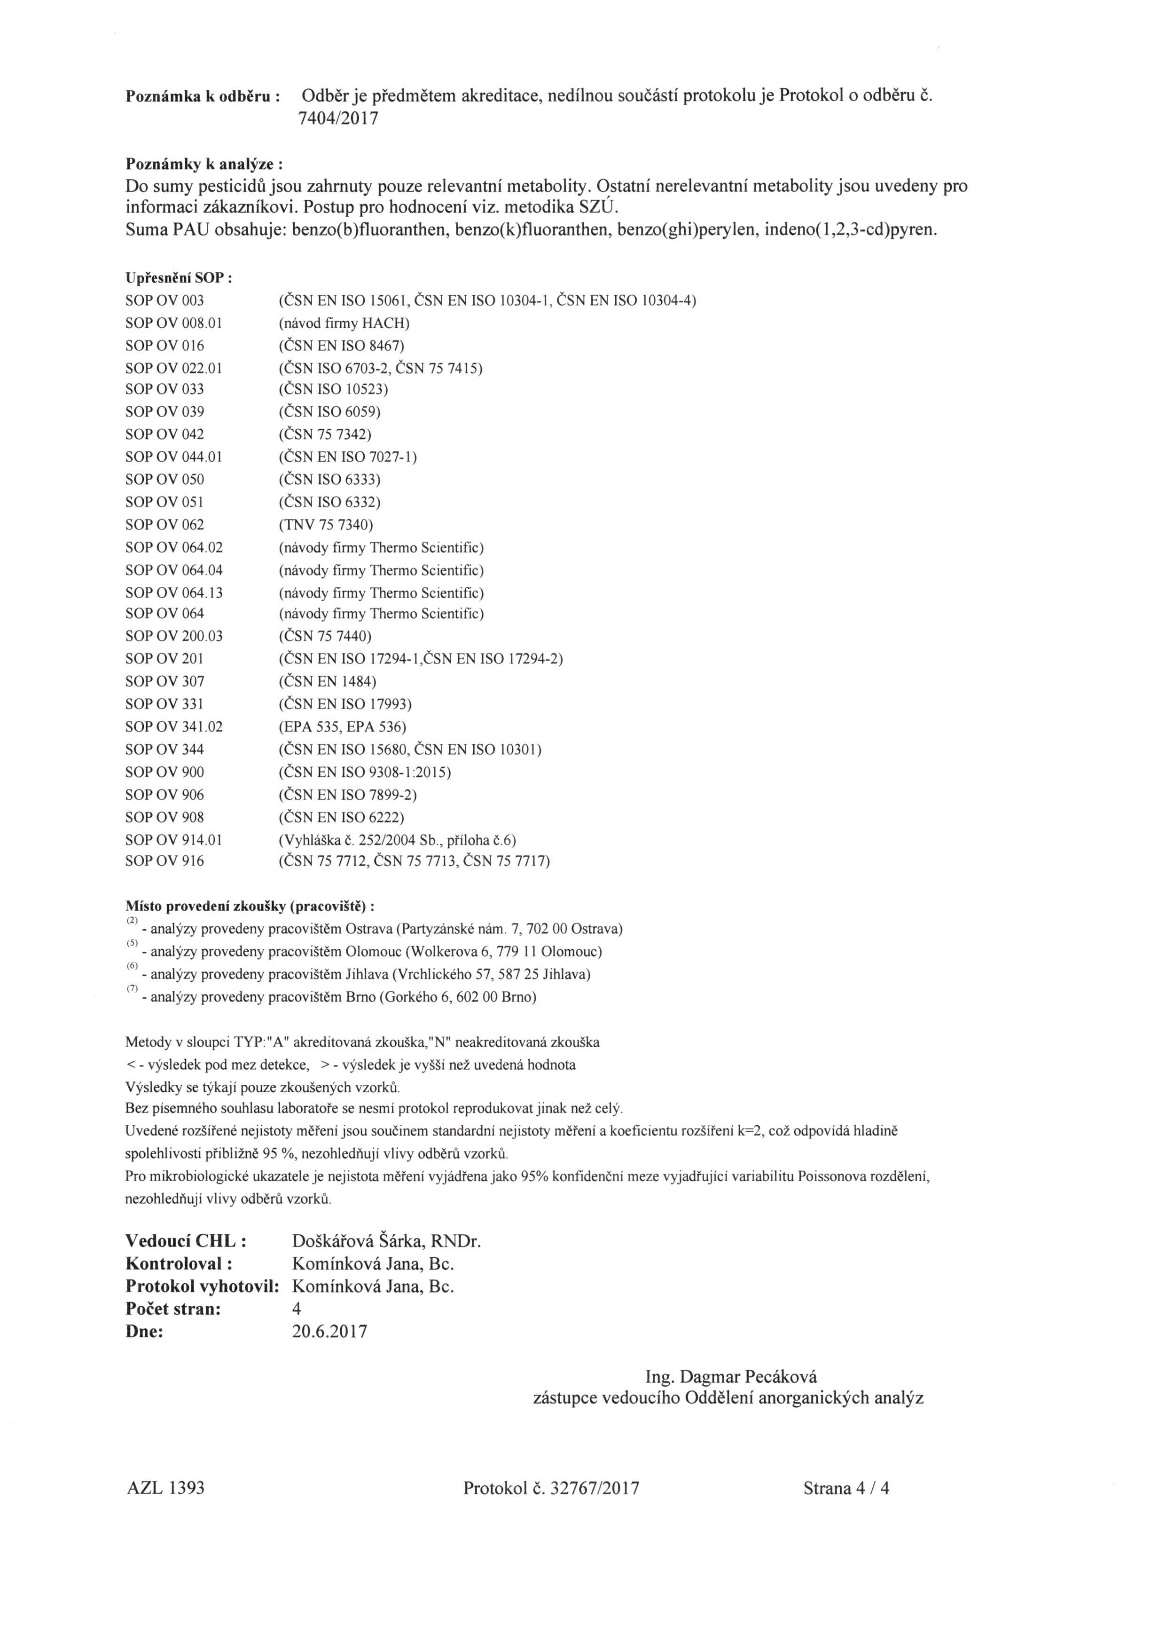 Poznámka k odběru : Odběr je předmětem akreditace, nedílnou součástí protokolu je Protokol o odběru č.
7404/2017
Poznámky k analýze :
Do sumy pesticidů jsou zahrnuty pouze relevantní metabolity. Ostatní nerelevantní metabolity jsou uvedeny pro
informaci zákazníkovi. Postup pro hodnocení viz. metodika SZÚ.
Suma PAU obsahuje: benzo(b)fluoranthen, benzo(k)fluoranthen, benzo(ghi)perylen, indeno(1,2,3-cd)pyren.
Upřesnění SOP :
SOP OV 003 (ČSN EN ISO 15061, ČSN EN ISO 10304-1, ČSN EN ISO 10304-4)
SOP OV 008.01 (návod firmy HACH)
SOP OV 016 (ČSN EN ISO 8467)
SOP OV 022.01 (ČSN ISO 6703-2, ČSN 75 7415)
SOP OV 033 (ČSN ISO 10523)
SOP OV 039 (ČSN ISO 6059)
SOP OV 042 (ČSN 75 7342)
SOP OV 044.01 (ČSN EN ISO 7027-1)
SOP OV 050 (ČSN ISO 6333)
SOP OV 051 (ČSN ISO 6332)
SOP OV 062 (TNV 75 7340)
SOP OV 064.02 (návody firmy Thermo Scientific)
SOP OV 064.04 (návody firmy Thermo Scientific)
SOP OV 064.13 (návody firmy Thermo Scientific)
SOP OV 064 (návody firmy Thermo Scientific)
SOP OV 200.03 (ČSN 75 7440)
SOP OV 201 (ČSN EN ISO 17294-1,ČSN EN ISO 17294-2)
SOP OV 307 (ČSN EN 1484)
SOP OV 331 (ČSN EN ISO 17993)
SOP OV 341.02 (EPA 535, EPA 536)
SOP OV 344 (ČSN EN ISO 15680, ČSN EN ISO 10301)
SOP OV 900 (ČSN EN ISO 9308-1:2015)
SOP OV 906 (ČSN EN ISO 7899-2)
SOP OV 908 (ČSN EN ISO 6222)
SOP OV 914.01 (Vyhláška č. 252/2004 Sb., příloha č.6)
SOP OV 916 (ČSN 75 7712, ČSN 75 7713, ČSN 75 7717)
Místo provedení zkoušky (pracoviště) :
(2) - analýzy provedeny pracovištěm Ostrava (Partyzánské nám. 7, 702 00 Ostrava)
(5) - analýzy provedeny pracovištěm Olomouc (Wolkerova 6, 779 11 Olomouc)
(6) - analýzy provedeny pracovištěm Jihlava (Vrchlického 57, 587 25 Jihlava)
(7) - analýzy provedeny pracovištěm Brno (Gorkého 6, 602 00 Brno)
Metody v sloupci TYP:"A" akreditovaná zkouška,"N" neakreditovaná zkouška
< - výsledek pod mez detekce, > - výsledek je vyšší než uvedená hodnota
Výsledky se týkají pouze zkoušených vzorků.
Bez písemného souhlasu laboratoře se nesmí protokol reprodukovat jinak než celý.
Uvedené rozšířené nejistoty měření jsou součinem standardní nejistoty měření a koeficientu rozšíření k=2, což odpovídá hladině
spolehlivosti přibližně 95 %, nezohledňují vlivy odběrů vzorků.
Pro mikrobiologické ukazatele je nejistota měření vyjádřena jako 95% konfidenční meze vyjadřující variabilitu Poissonova rozdělení,
nezohledňují vlivy odběrů vzorků.
Vedoucí CHL : Doškářová Šárka, RNDr.
Kontroloval : Komínková Jana, Bc.
Protokol vyhotovil: Komínková Jana, Bc.
Počet stran: 4
Dne: 20.6.2017
Ing. Dagmar Pecáková
zástupce vedoucího Oddělení anorganických analýz
AZL 1393 Protokol č. 32767/2017 Strana 4 / 4